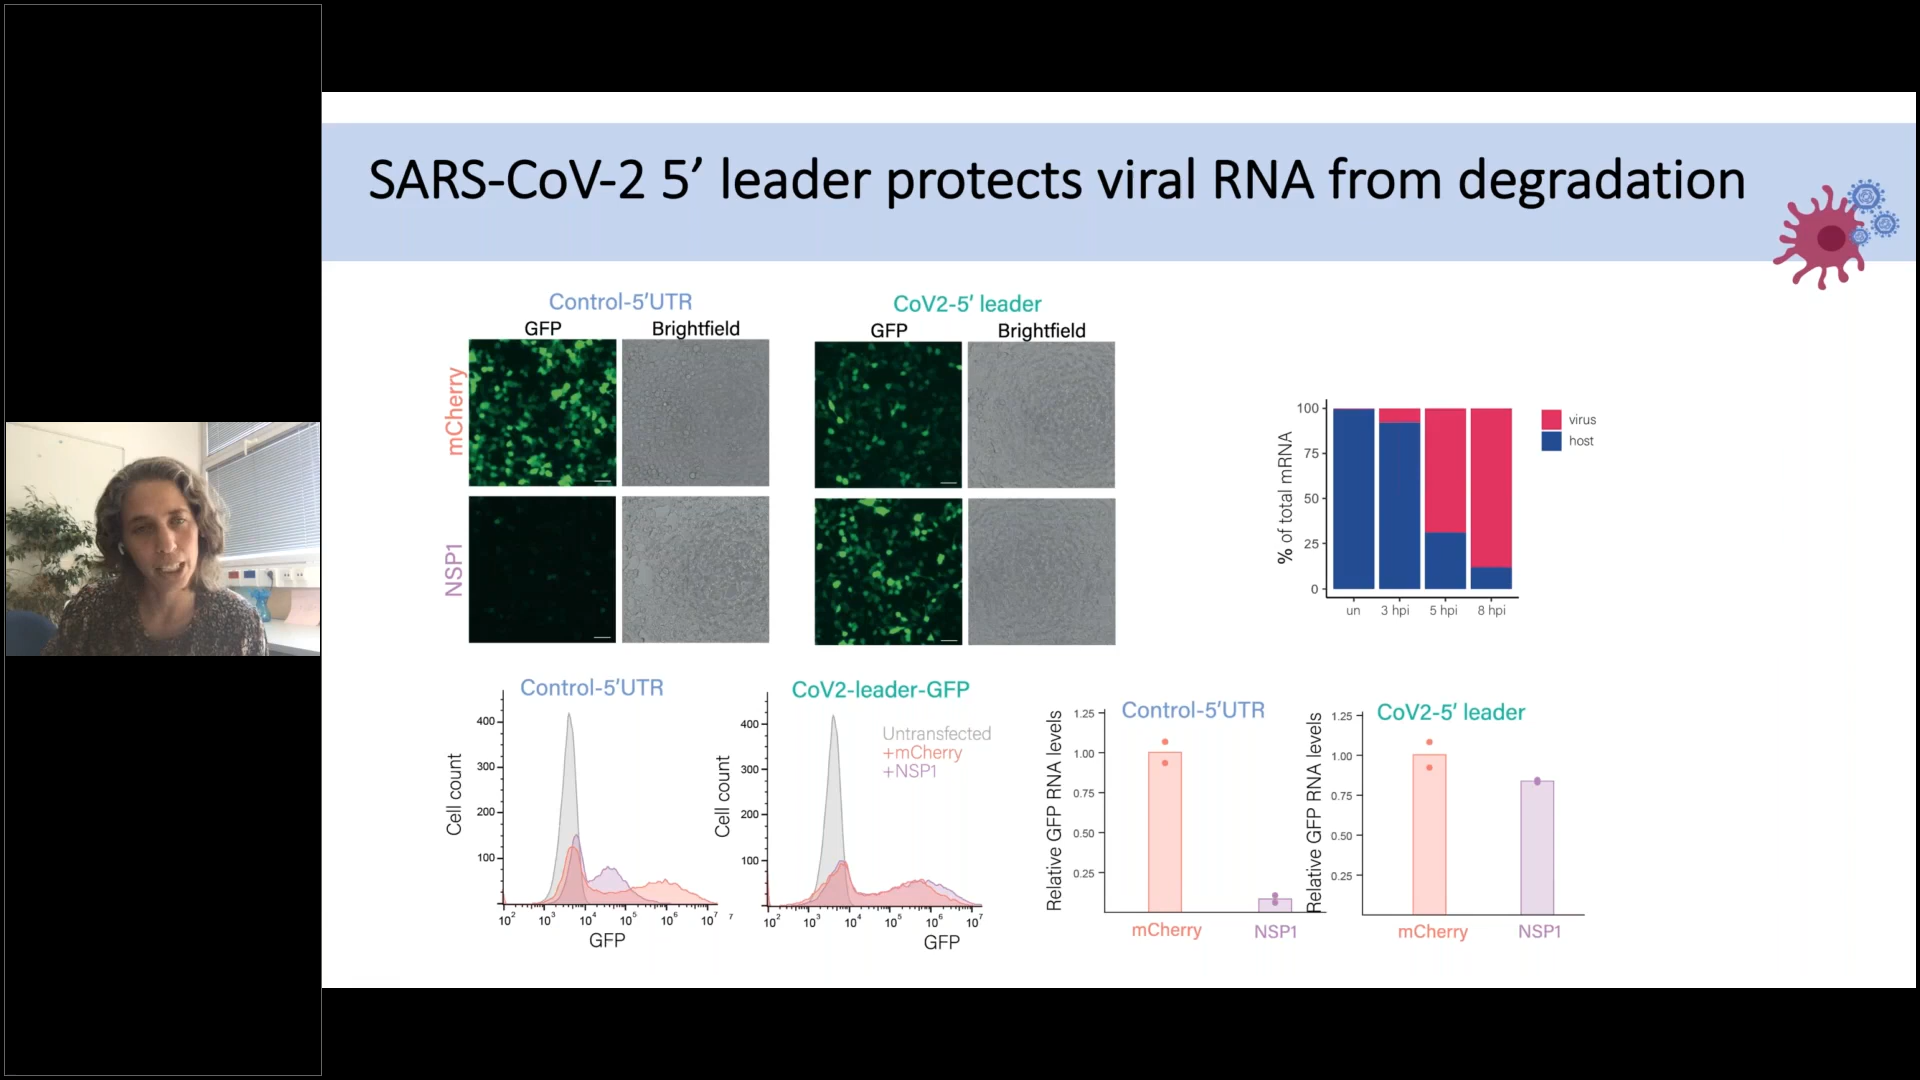 SARS-CoV-2 5′ leader protects viral RNA from degradation
Control-5′UTR
GFP Brightfield
mCherry
NSP1
CoV2-5′ leader
GFP Brightfield
% of total mRNA
100
75
50
25
0
un 3 hpi 5 hpi 8 hpi
virus
host
Control-5′UTR
Cell count
400
300
200
100
10² 10³ 10⁴ 10⁵ 10⁶ 10⁷ 7
GFP
CoV2-leader-GFP
Untransfected
+mCherry
+NSP1
Cell count
400
300
200
100
10² 10³ 10⁴ 10⁵ 10⁶ 10⁷
GFP
Control-5′UTR
Relative GFP RNA levels
1.25
1.00
0.75
0.50
0.25
mCherry NSP1
CoV2-5′ leader
Relative GFP RNA levels
1.25
1.00
0.75
0.50
0.25
mCherry NSP1